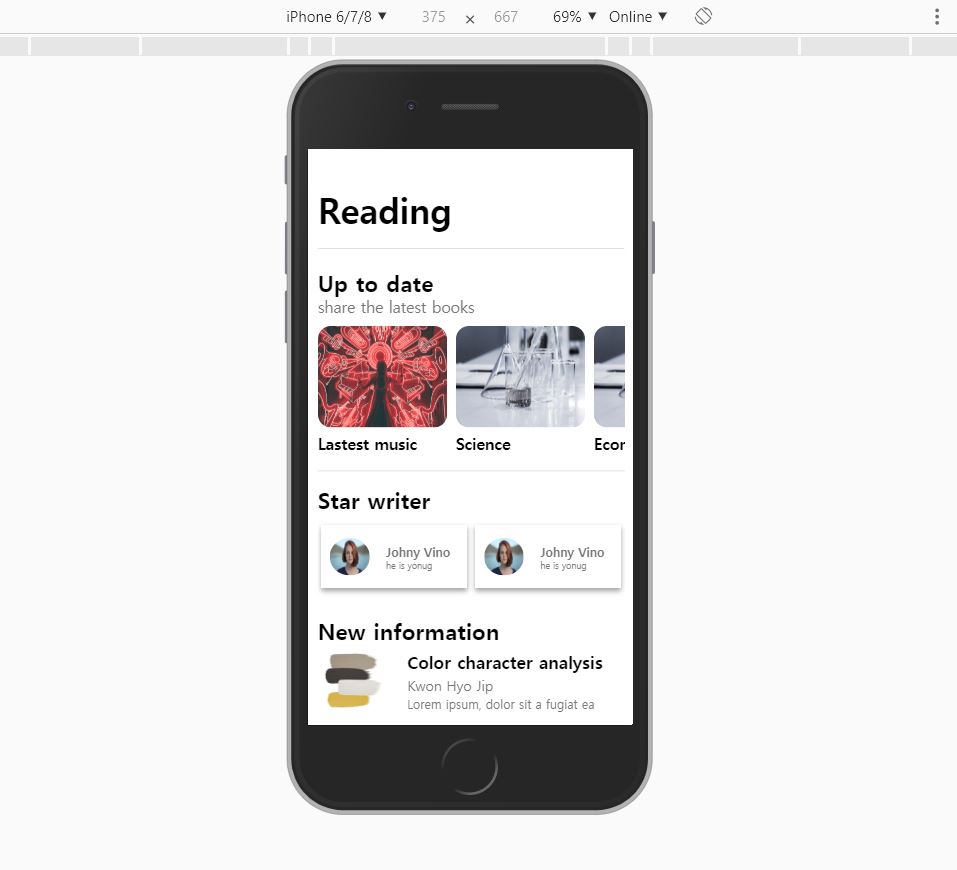 iPhone 6/7/8 ▼ 375 × 667 69% ▼ Online ▼
Reading
Up to date
share the latest books
Lastest music Science Econ
Star writer
Johny Vino Johny Vino
he is yonug he is yonug
New information
Color character analysis
Kwon Hyo Jip
Lorem ipsum, dolor sit a fugiat ea